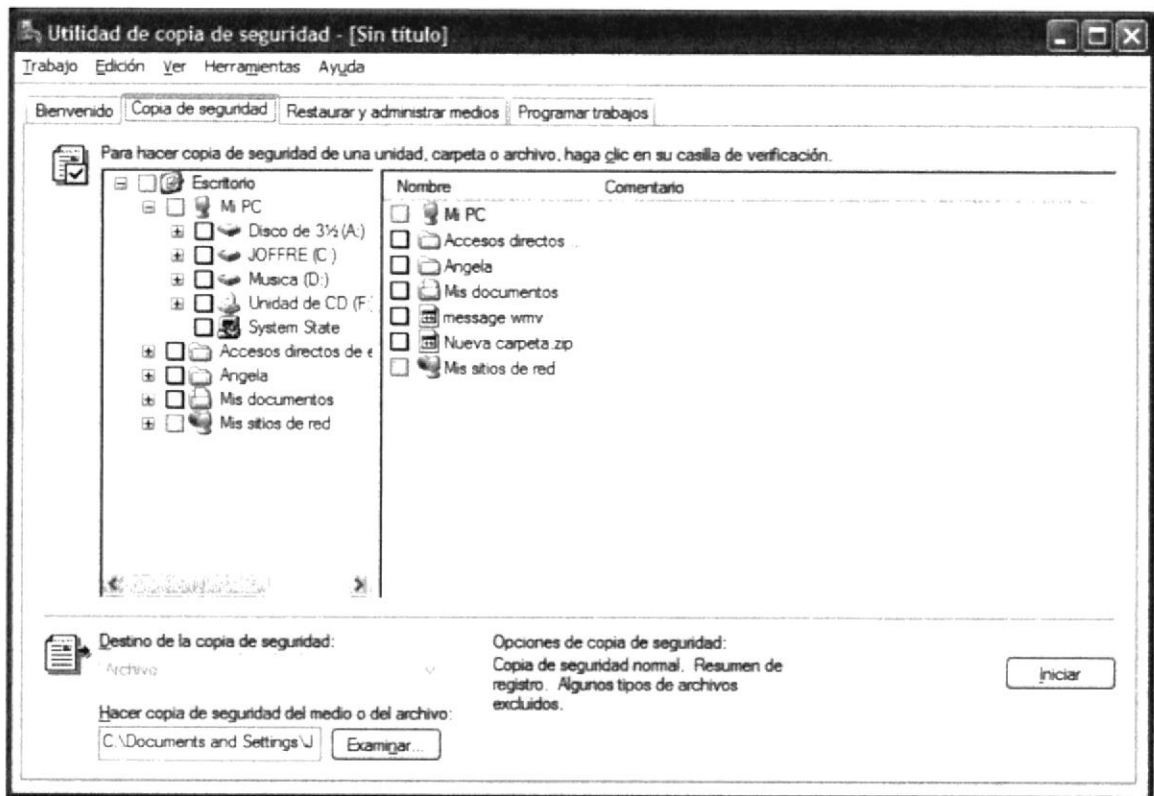 Utilidad de copia de seguridad - [Sin título]
Trabajo Edición Ver Herramientas Ayuda
Bienvenido Copia de seguridad Restaurar y administrar medios Programar trabajos
Para hacer copia de seguridad de una unidad, carpeta o archivo, haga clic en su casilla de verificación.
Escritorio
Mi PC
Disco de 3½ (A:)
JOFFRE (C:)
Musica (D:)
Unidad de CD (F:
System State
Accesos directos de e
Angela
Mis documentos
Mis sitios de red
Nombre Comentario
Mi PC
Accesos directos ...
Angela
Mis documentos
message wmv
Nueva carpeta.zip
Mis sitios de red
Destino de la copia de seguridad:
Archivo
Hacer copia de seguridad del medio o del archivo:
C:\Documents and Settings\J
Examinar...
Opciones de copia de seguridad:
Copia de seguridad normal. Resumen de
registro. Algunos tipos de archivos
excluidos.
Iniciar